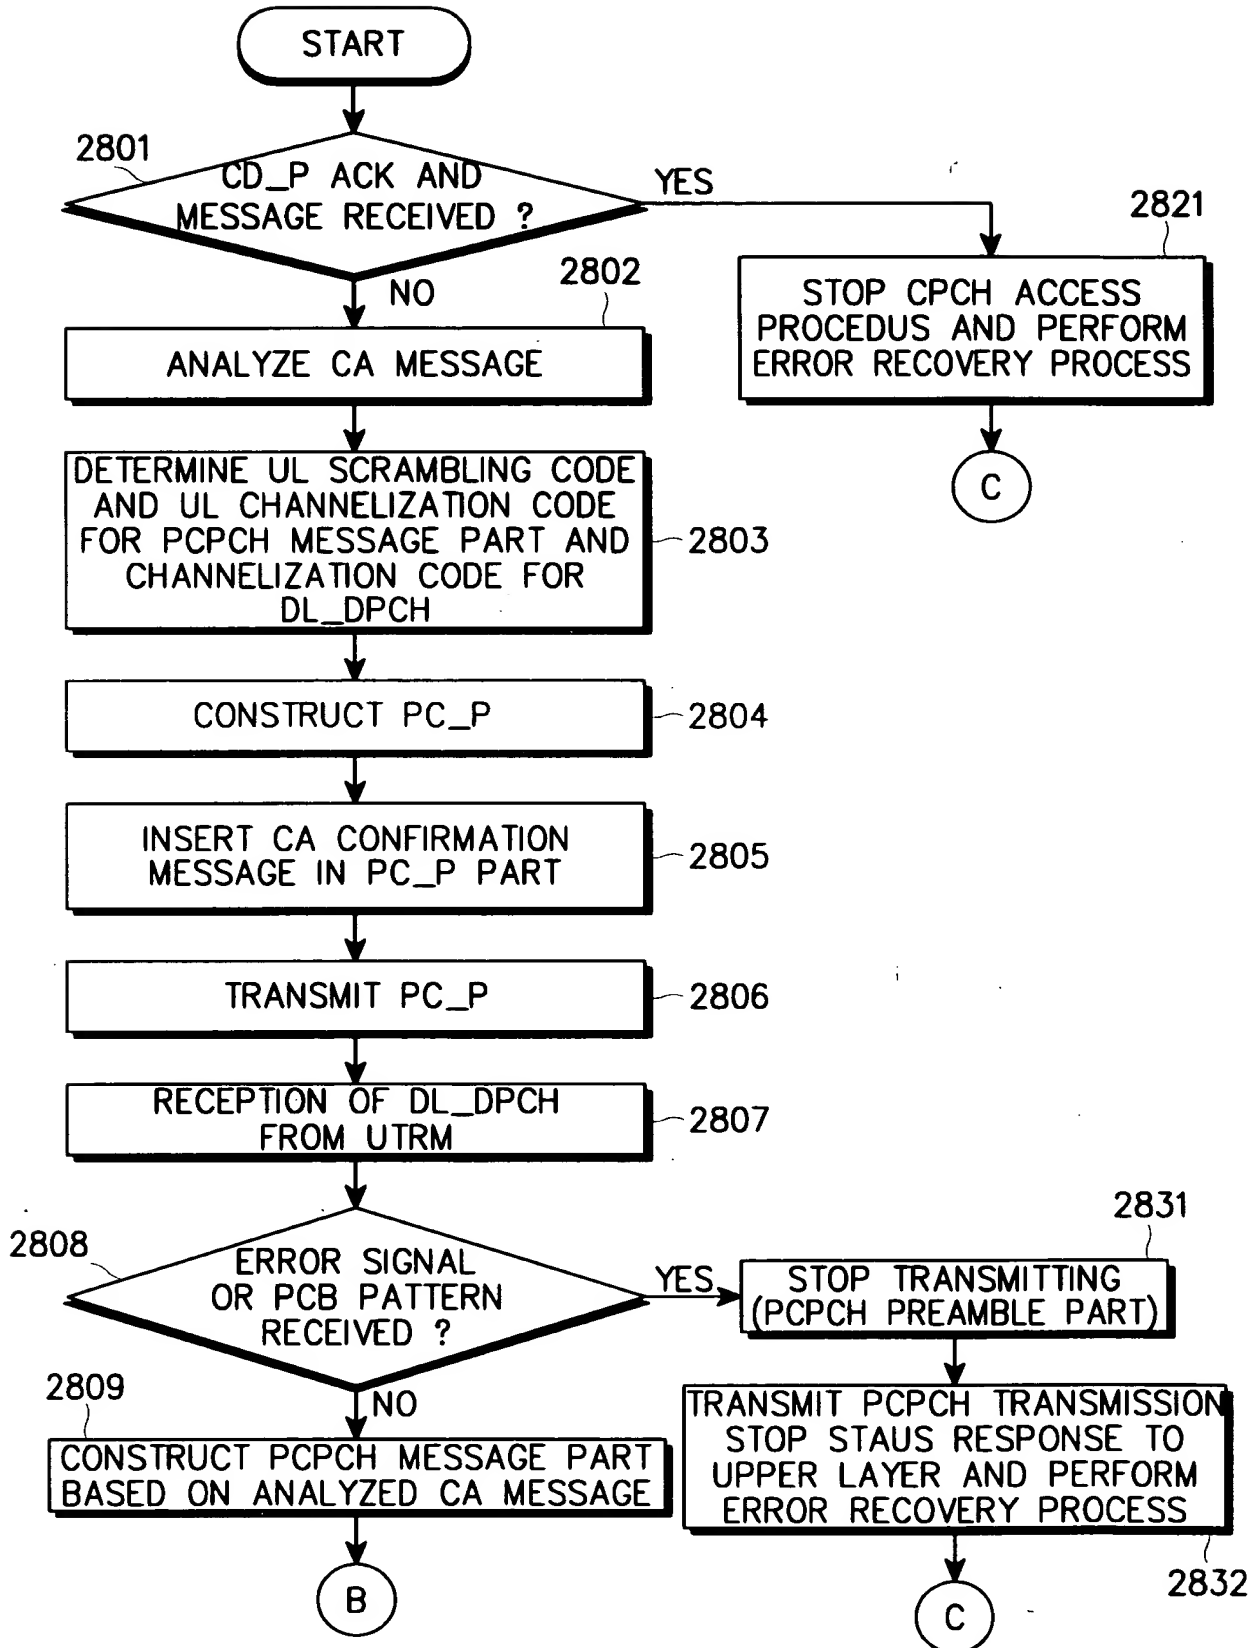 START
2801
CD_P ACK AND
MESSAGE RECEIVED ?
YES
NO
2821
STOP CPCH ACCESS
PROCEDUS AND PERFORM
ERROR RECOVERY PROCESS
C
2802
ANALYZE CA MESSAGE
DETERMINE UL SCRAMBLING CODE
AND UL CHANNELIZATION CODE
FOR PCPCH MESSAGE PART AND
CHANNELIZATION CODE FOR
DL_DPCH
2803
CONSTRUCT PC_P
2804
INSERT CA CONFIRMATION
MESSAGE IN PC_P PART
2805
TRANSMIT PC_P
2806
RECEPTION OF DL_DPCH
FROM UTRM
2807
2808
ERROR SIGNAL
OR PCB PATTERN
RECEIVED ?
YES
NO
2831
STOP TRANSMITTING
(PCPCH PREAMBLE PART)
TRANSMIT PCPCH TRANSMISSION
STOP STAUS RESPONSE TO
UPPER LAYER AND PERFORM
ERROR RECOVERY PROCESS
2832
C
2809
CONSTRUCT PCPCH MESSAGE PART
BASED ON ANALYZED CA MESSAGE
B